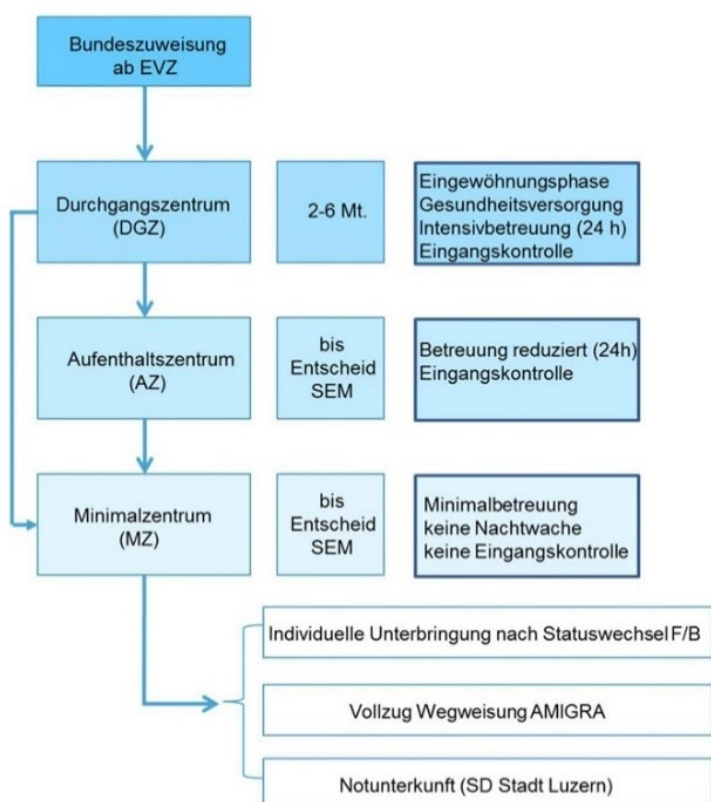 Bundeszuweisung
ab EVZ
Durchgangszentrum
(DGZ)
2-6 Mt.
Eingewöhnungsphase
Gesundheitsversorgung
Intensivbetreuung (24 h)
Eingangskontrolle
Aufenthaltszentrum
(AZ)
bis
Entscheid
SEM
Betreuung reduziert (24h)
Eingangskontrolle
Minimalzentrum
(MZ)
bis
Entscheid
SEM
Minimalbetreuung
keine Nachtwache
keine Eingangskontrolle
Individuelle Unterbringung nach Statuswechsel F/B
Vollzug Wegweisung AMIGRA
Notunterkunft (SD Stadt Luzern)